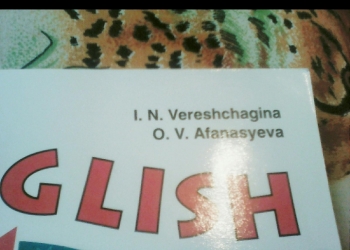 I. N. Vereshchagina
O. V. Afanasyeva
GLISH